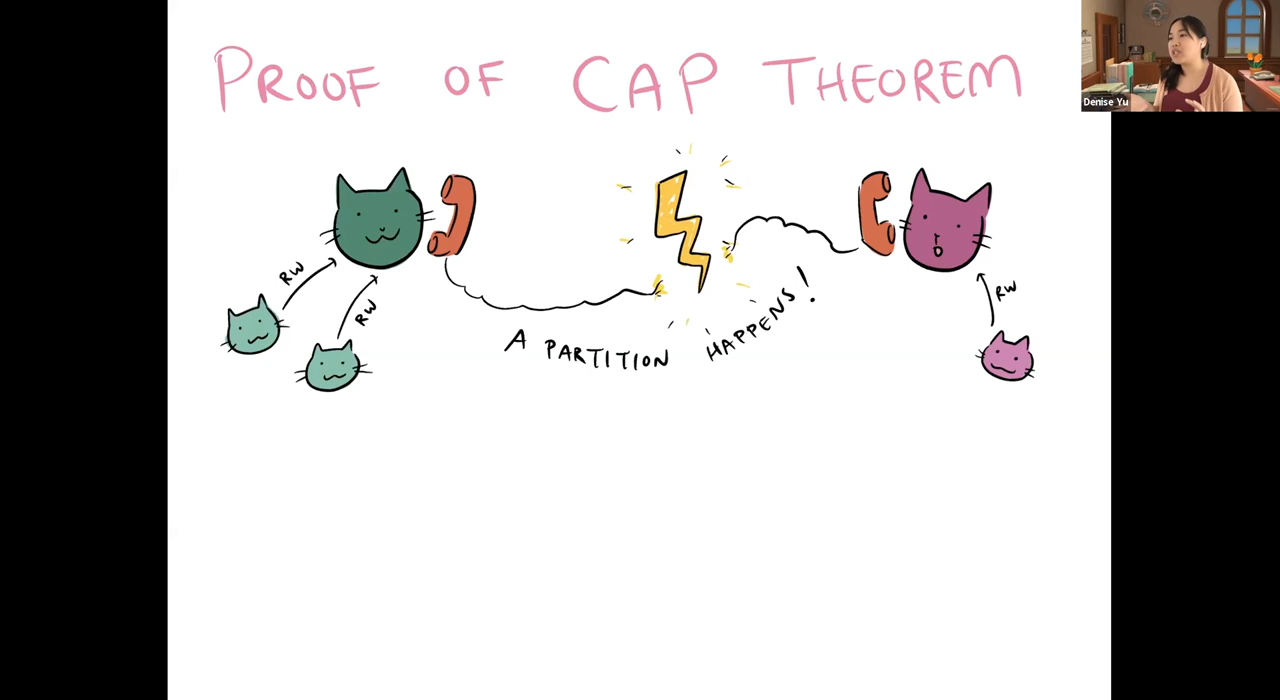 PROOF OF CAP THEOREM
Denise Yu
RW
RW
RW
A PARTITION HAPPENS!